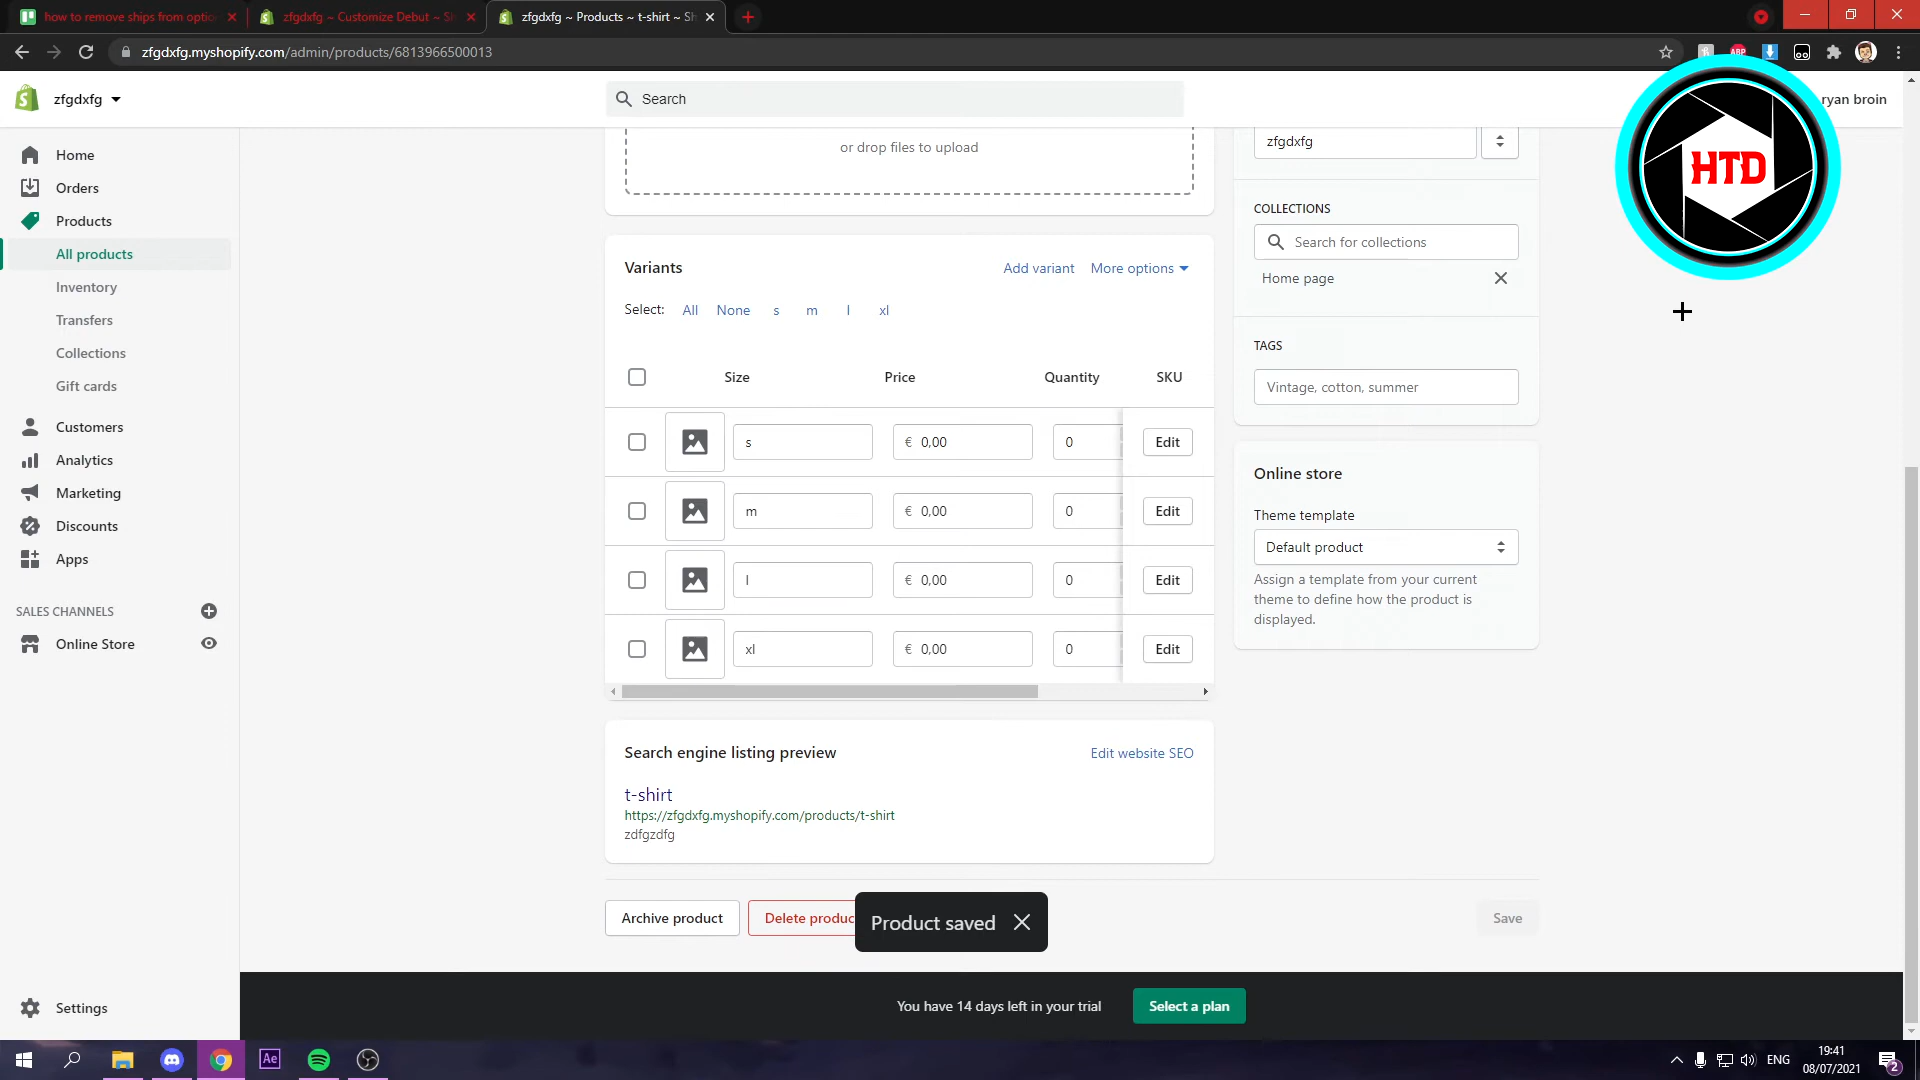 how to remove ships from optio
zfgdxfg ~ Customize Debut ~ S
zfgdxfg ~ Products ~ t-shirt ~ Sh
zfgdxfg.myshopify.com/admin/products/6813966500013
ABP
zfgdxfg
Search
ryan broin
HTD
Home
Orders
Products
All products
Inventory
Transfers
Collections
Gift cards
Customers
Analytics
Marketing
Discounts
Apps
SALES CHANNELS
Online Store
Settings
or drop files to upload
Variants
Add variant
More options
Select: All None s m l xl
Size Price Quantity SKU
s € 0,00 0 Edit
m € 0,00 0 Edit
l € 0,00 0 Edit
xl € 0,00 0 Edit
Search engine listing preview
Edit website SEO
t-shirt
https://zfgdxfg.myshopify.com/products/t-shirt
zdfgzdfg
Archive product
Delete produc
Product saved
Save
zfgdxfg
COLLECTIONS
Search for collections
Home page
TAGS
Vintage, cotton, summer
Online store
Theme template
Default product
Assign a template from your current
theme to define how the product is
displayed.
You have 14 days left in your trial
Select a plan
Ae
ENG
19:41
08/07/2021
2